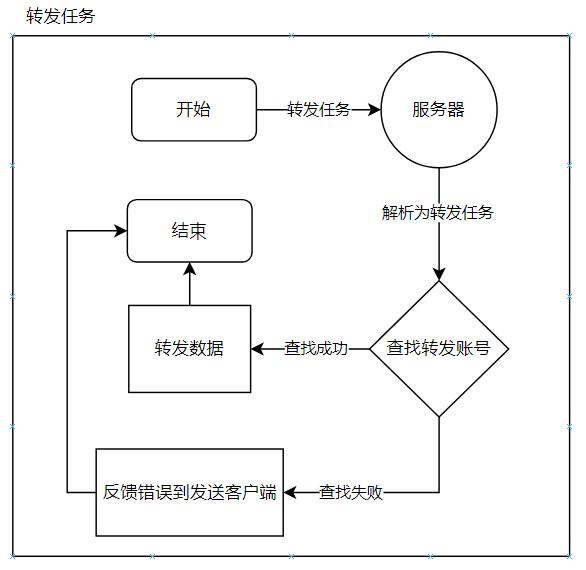 转发任务
开始
转发任务
服务器
解析为转发任务
结束
转发数据
查找成功
查找转发账号
反馈错误到发送客户端
查找失败